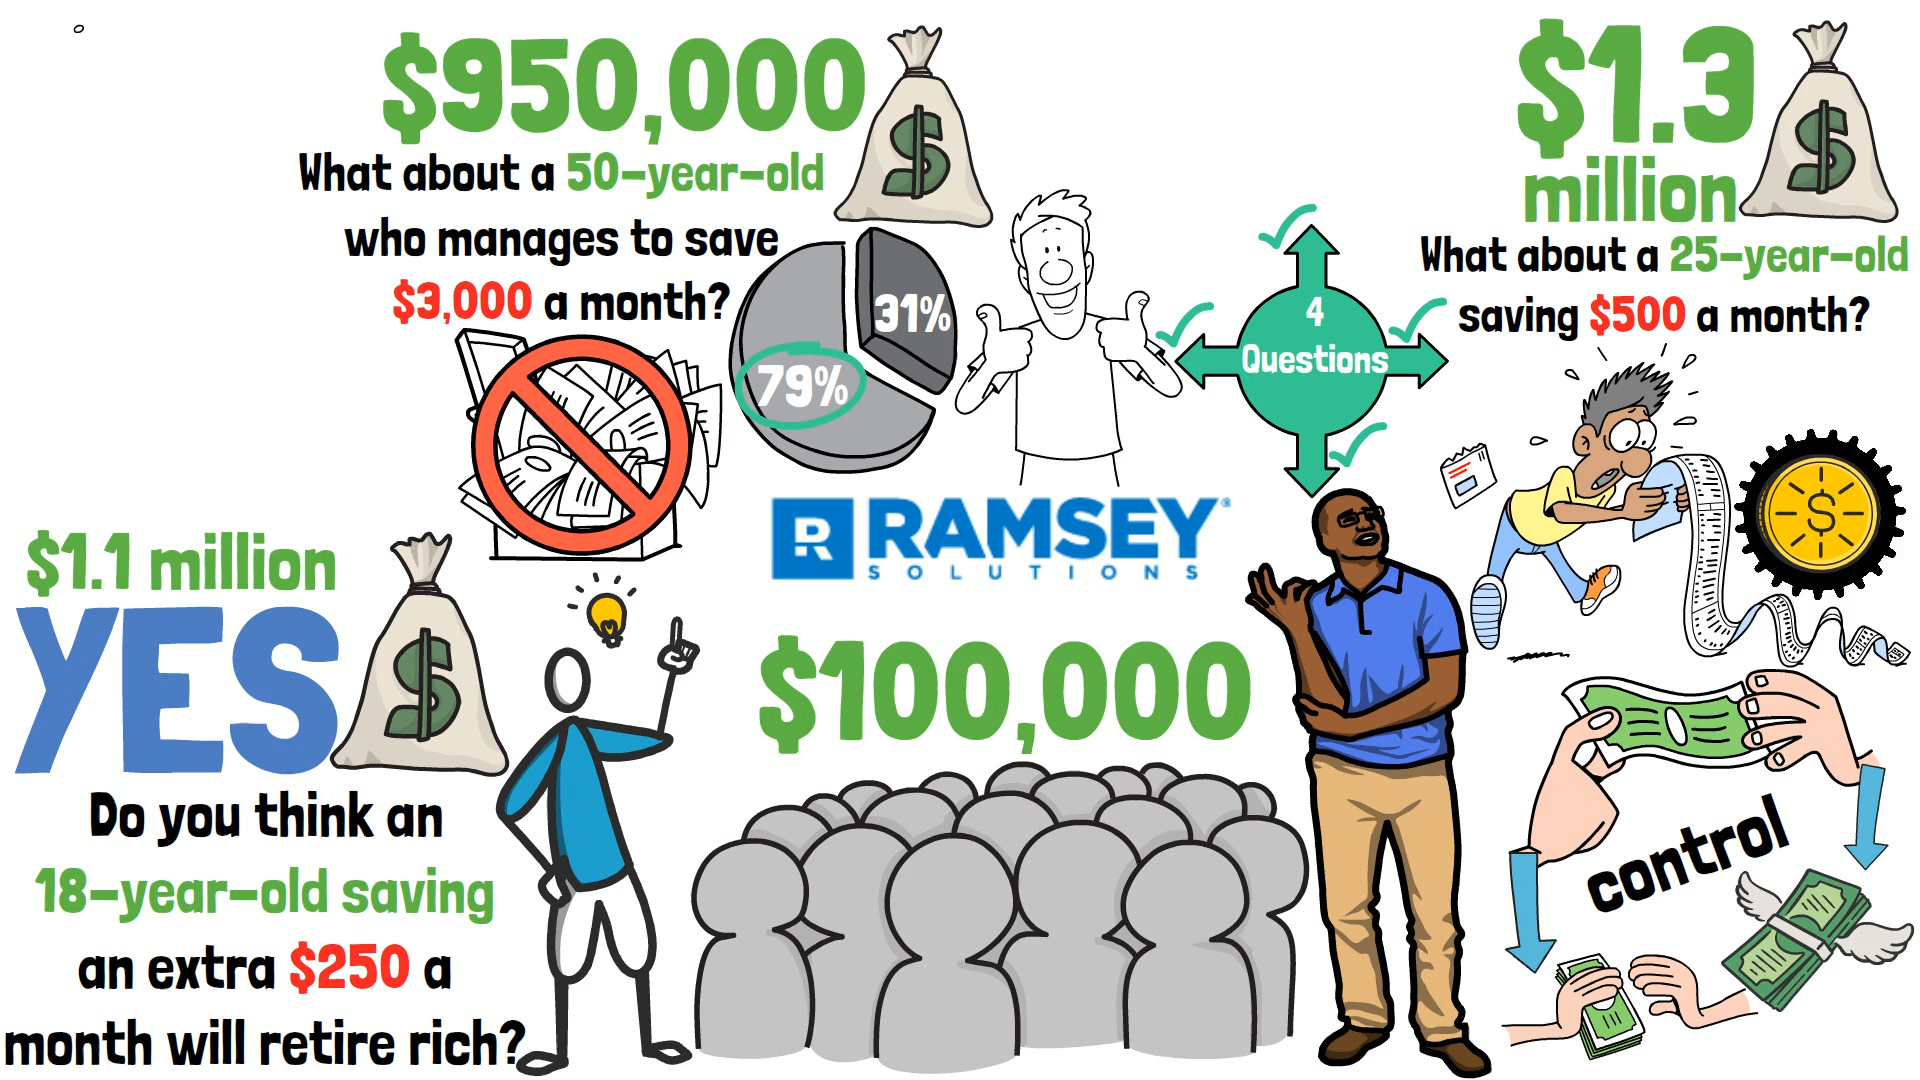 $950,000
What about a 50-year-old
who manages to save
$3,000 a month?
31%
79%
4
Questions
$1.3
million
What about a 25-year-old
saving $500 a month?
R RAMSEY®
SOLUTIONS
$1.1 million
YES
Do you think an
18-year-old saving
an extra $250 a
month will retire rich?
$100,000
control